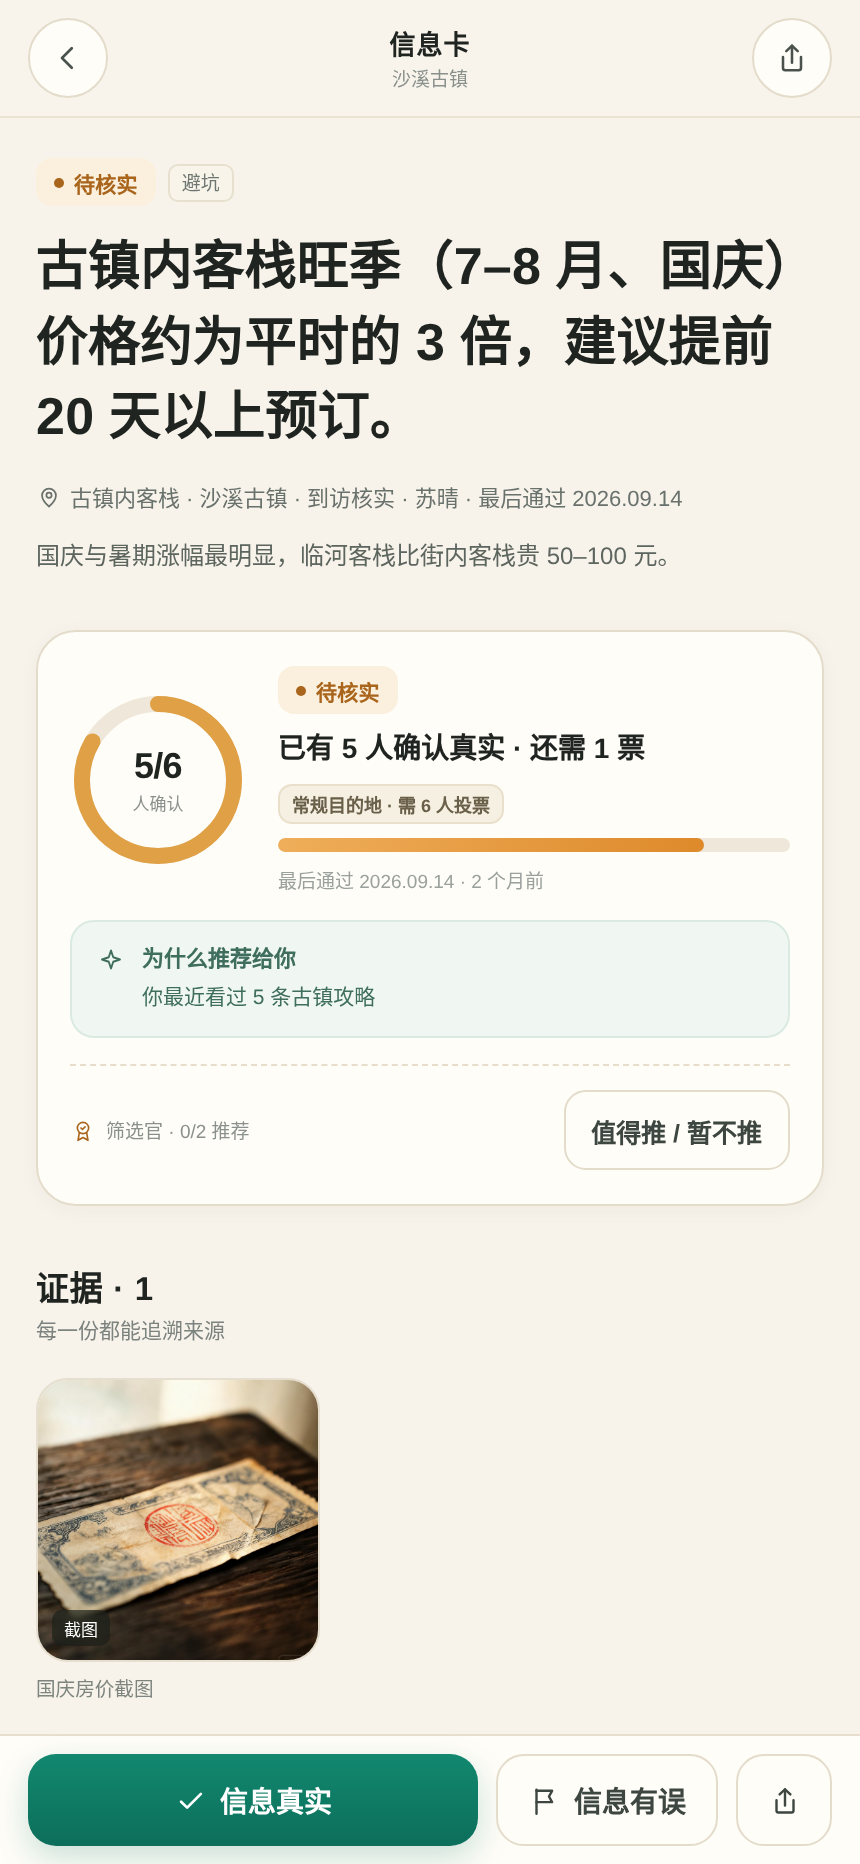 信息卡
沙溪古镇
待核实
避坑
古镇内客栈旺季（7–8 月、国庆）
价格约为平时的 3 倍，建议提前
20 天以上预订。
古镇内客栈 · 沙溪古镇 · 到访核实 · 苏晴 · 最后通过 2026.09.14
国庆与暑期涨幅最明显，临河客栈比街内客栈贵 50–100 元。
5/6
人确认
待核实
已有 5 人确认真实 · 还需 1 票
常规目的地 · 需 6 人投票
最后通过 2026.09.14 · 2 个月前
为什么推荐给你
你最近看过 5 条古镇攻略
筛选官 · 0/2 推荐
值得推 / 暂不推
证据 · 1
每一份都能追溯来源
截图
国庆房价截图
信息真实
信息有误